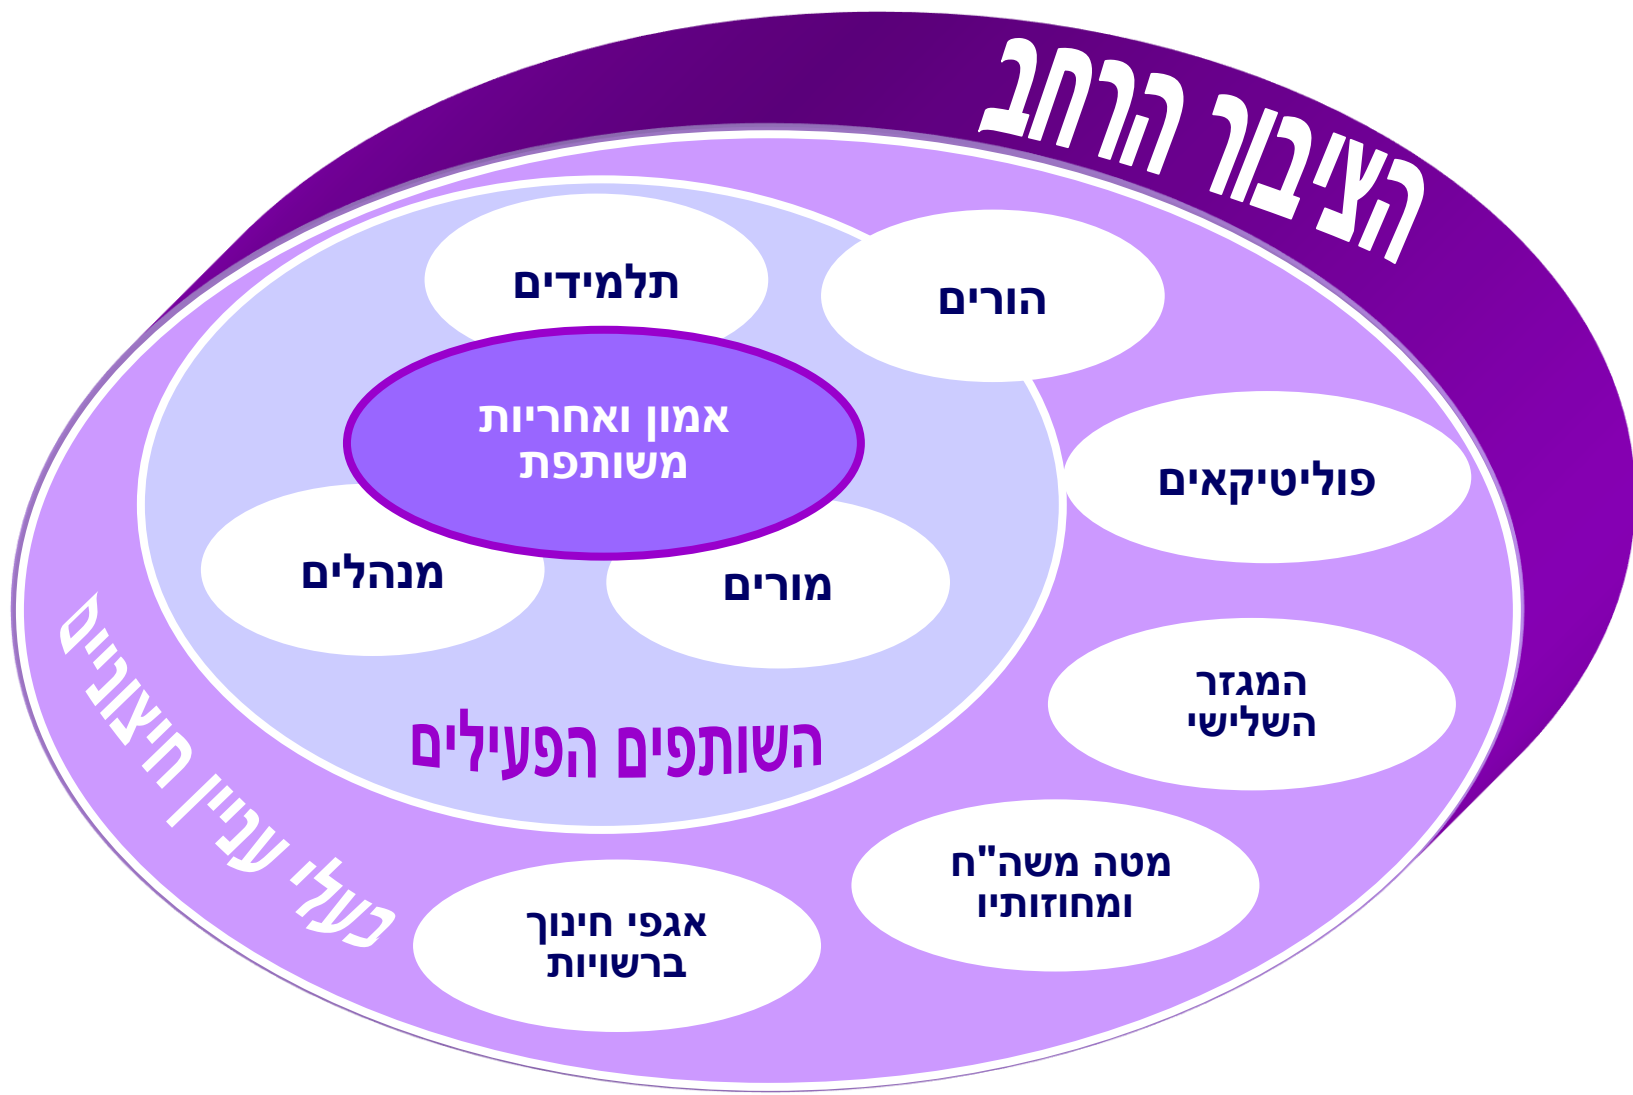 הציבור הרחב
תלמידים
הורים
אמון ואחריות
משותפת
פוליטיקאים
מנהלים
מורים
המגזר
השלישי
השותפים הפעילים
בעלי עניין חיצוניים
מטה משה"ח
ומחוזותיו
אגפי חינוך
ברשויות